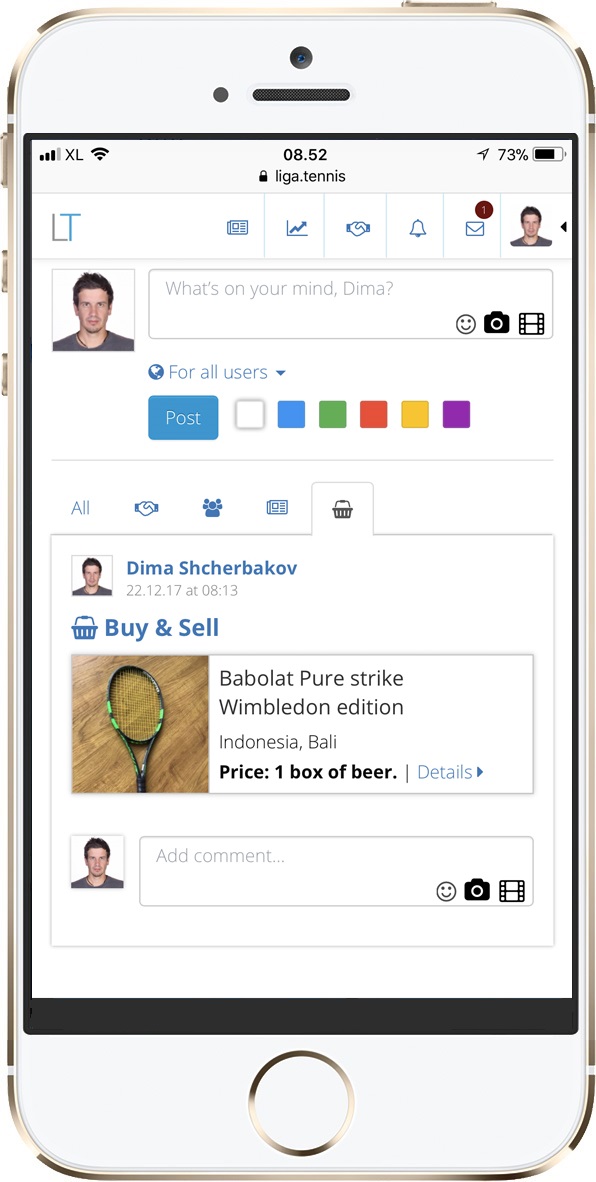 XL 08.52 73%
liga.tennis
LT 1
What's on your mind, Dima?
For all users
Post
All
Dima Shcherbakov
22.12.17 at 08:13
Buy & Sell
Babolat Pure strike
Wimbledon edition
Indonesia, Bali
Price: 1 box of beer. | Details
Add comment...